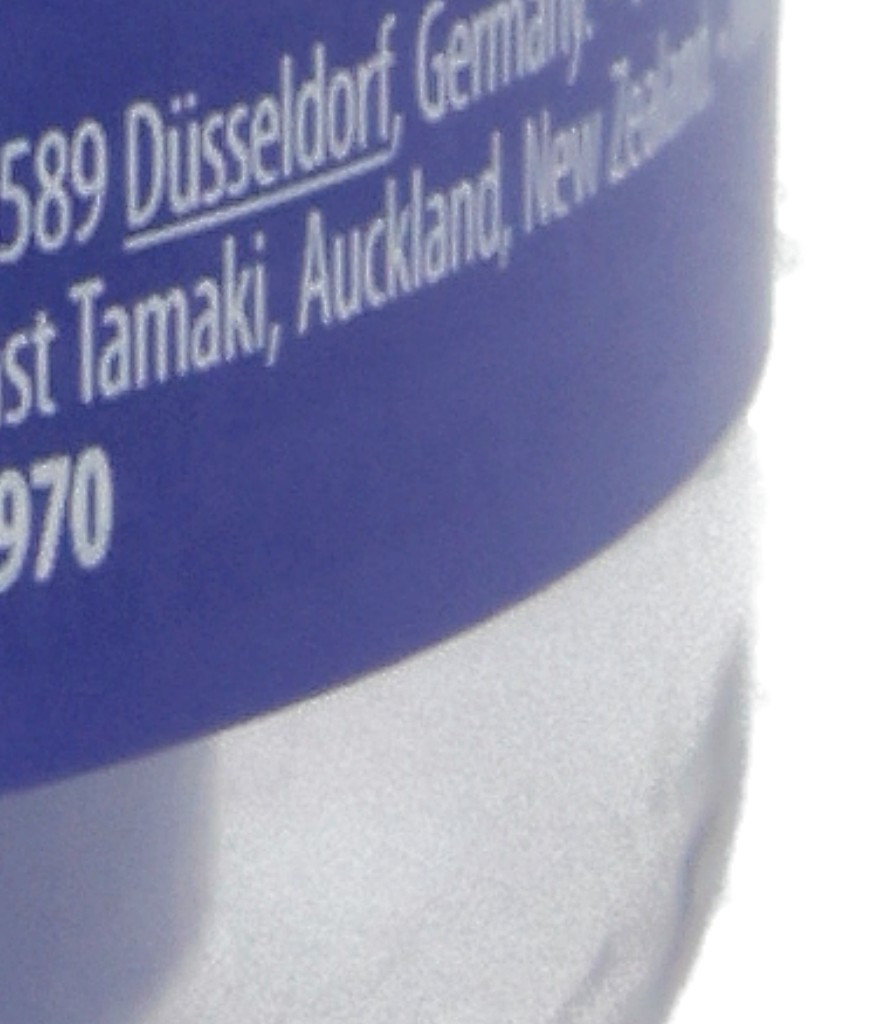 589 Düsseldorf, Germany.
st Tamaki, Auckland, New Zealand.
970